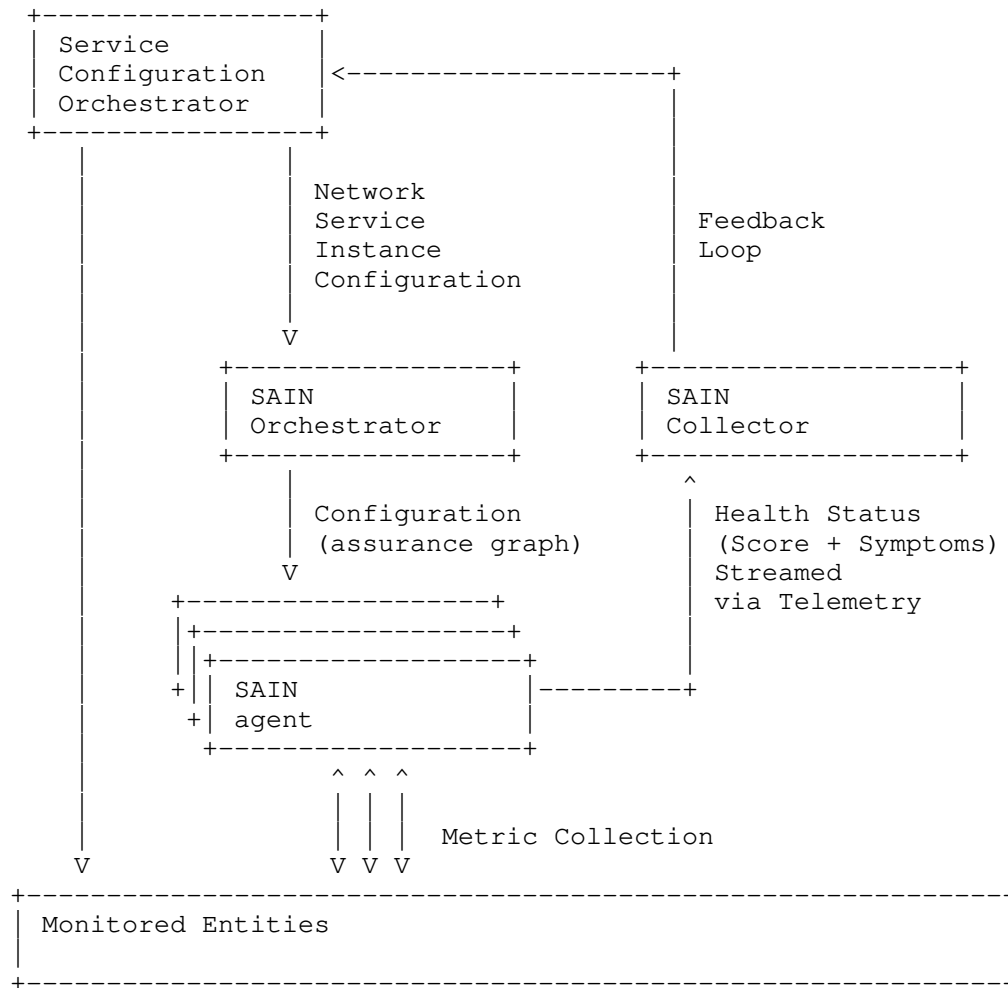 Service
Configuration
Orchestrator
Network
Service
Instance
Configuration
Feedback
Loop
SAIN
Orchestrator
SAIN
Collector
Configuration
(assurance graph)
Health Status
(Score + Symptoms)
Streamed
via Telemetry
SAIN
agent
Metric Collection
Monitored Entities